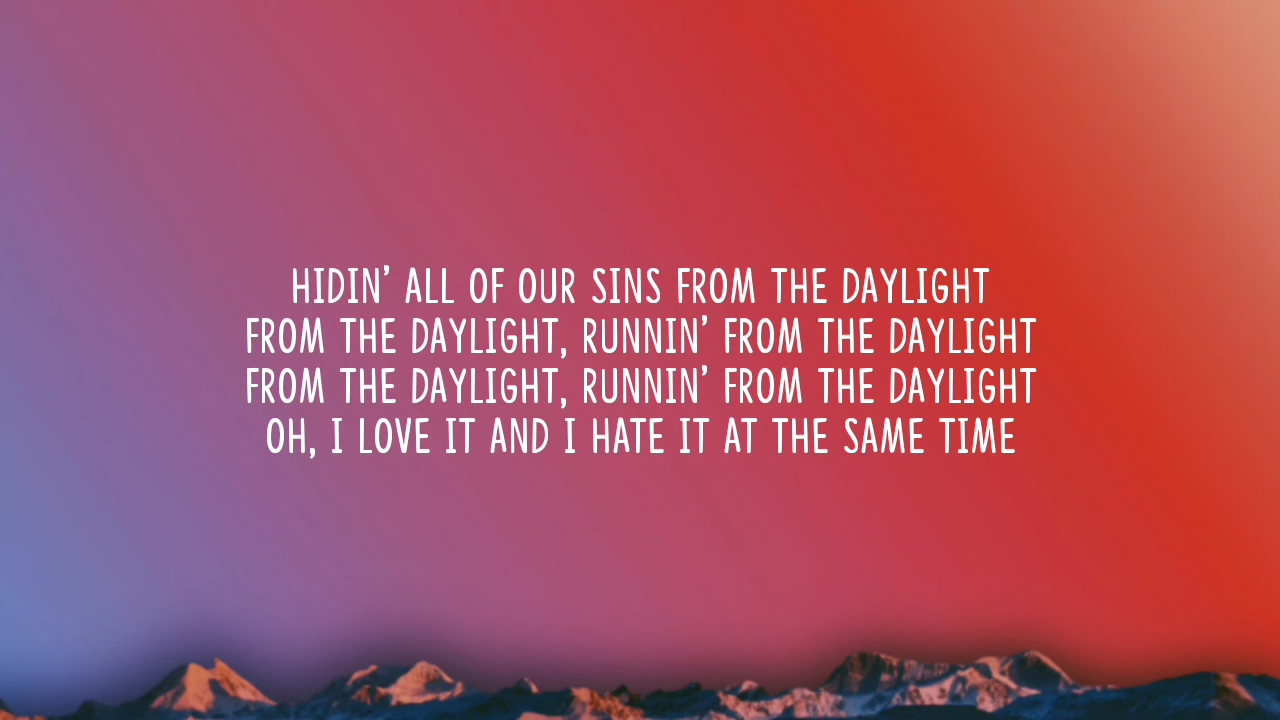 HIDIN' ALL OF OUR SINS FROM THE DAYLIGHT
FROM THE DAYLIGHT, RUNNIN' FROM THE DAYLIGHT
FROM THE DAYLIGHT, RUNNIN' FROM THE DAYLIGHT
OH, I LOVE IT AND I HATE IT AT THE SAME TIME